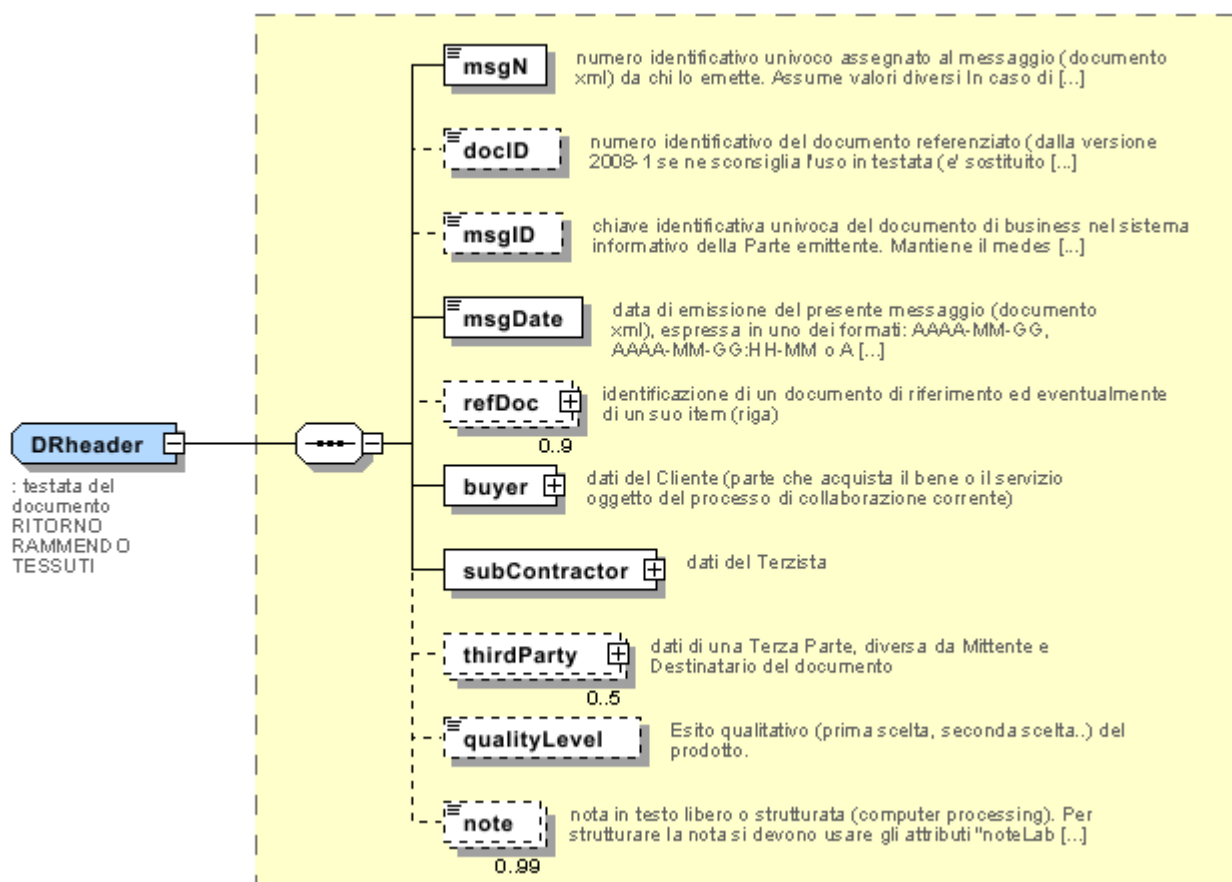 msgN
numero identificativo univoco assegnato al messaggio (documento
xml) da chi lo emette. Assume valori diversi In caso di [...]
docID
numero identificativo del documento referenziato (dalla versione
2008-1 se ne sconsiglia l'uso in testata (e' sostituito [...]
msgID
chiave identificativa univoca del documento di business nel sistema
informativo della Parte emittente. Mantiene il medes [...]
msgDate
data di emissione del presente messaggio (documento
xml), espressa in uno dei formati: AAAA-MM-GG,
AAAA-MM-GG:HH-MM o A [...]
refDoc
0..9
identificazione di un documento di riferimento ed eventualmente
di un suo item (riga)
DRheader
: testata del
documento
RITORNO
RAMMENDO
TESSUTI
buyer
dati del Cliente (parte che acquista il bene o il servizio
oggetto del processo di collaborazione corrente)
subContractor
dati del Terzista
thirdParty
0..5
dati di una Terza Parte, diversa da Mittente e
Destinatario del documento
qualityLevel
Esito qualitativo (prima scelta, seconda scelta..) del
prodotto.
note
0..99
nota in testo libero o strutturata (computer processing). Per
strutturare la nota si devono usare gli attributi "noteLab [...]